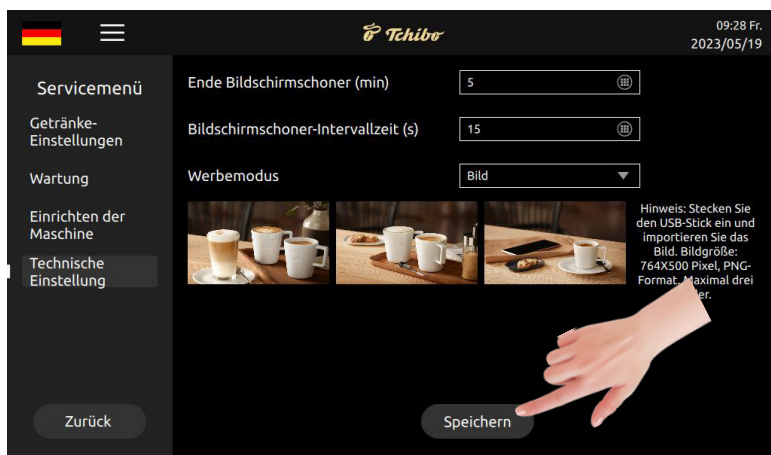 Tchibo
09:28 Fr.
2023/05/19
Servicemenü
Getränke-
Einstellungen
Wartung
Einrichten der
Maschine
Technische
Einstellung
Zurück
Ende Bildschirmschoner (min)
5
Bildschirmschoner-Intervallzeit (s)
15
Werbemodus
Bild
Hinweis: Stecken Sie
den USB-Stick ein und
importieren Sie das
Bild. Bildgröße:
764X500 Pixel, PNG-
Format. Maximal drei
Speichern